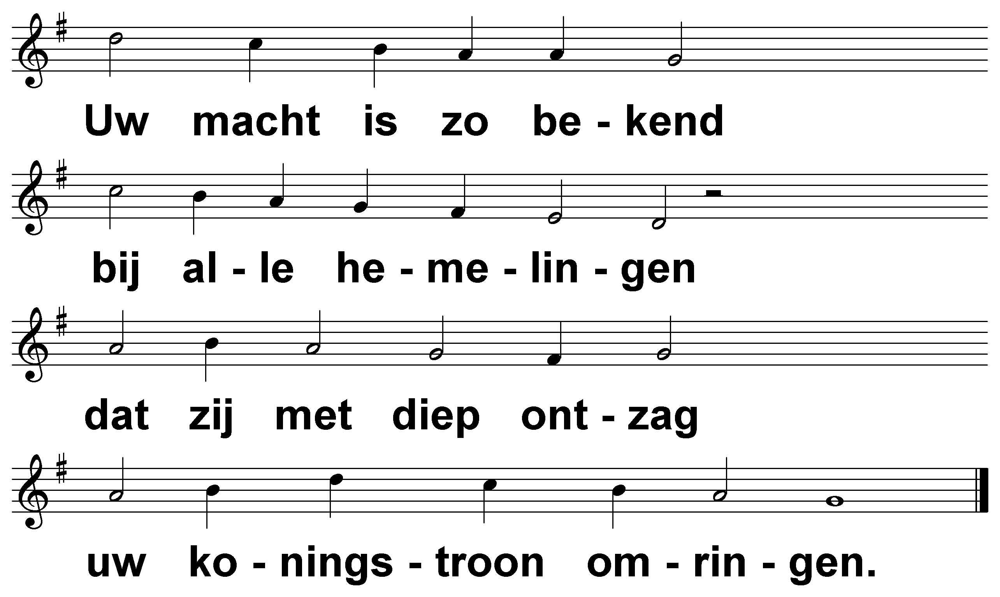 Uw macht is zo be - kend
bij al - le he - me - lin - gen
dat zij met diep ont - zag
uw ko - nings - troon om - rin - gen.